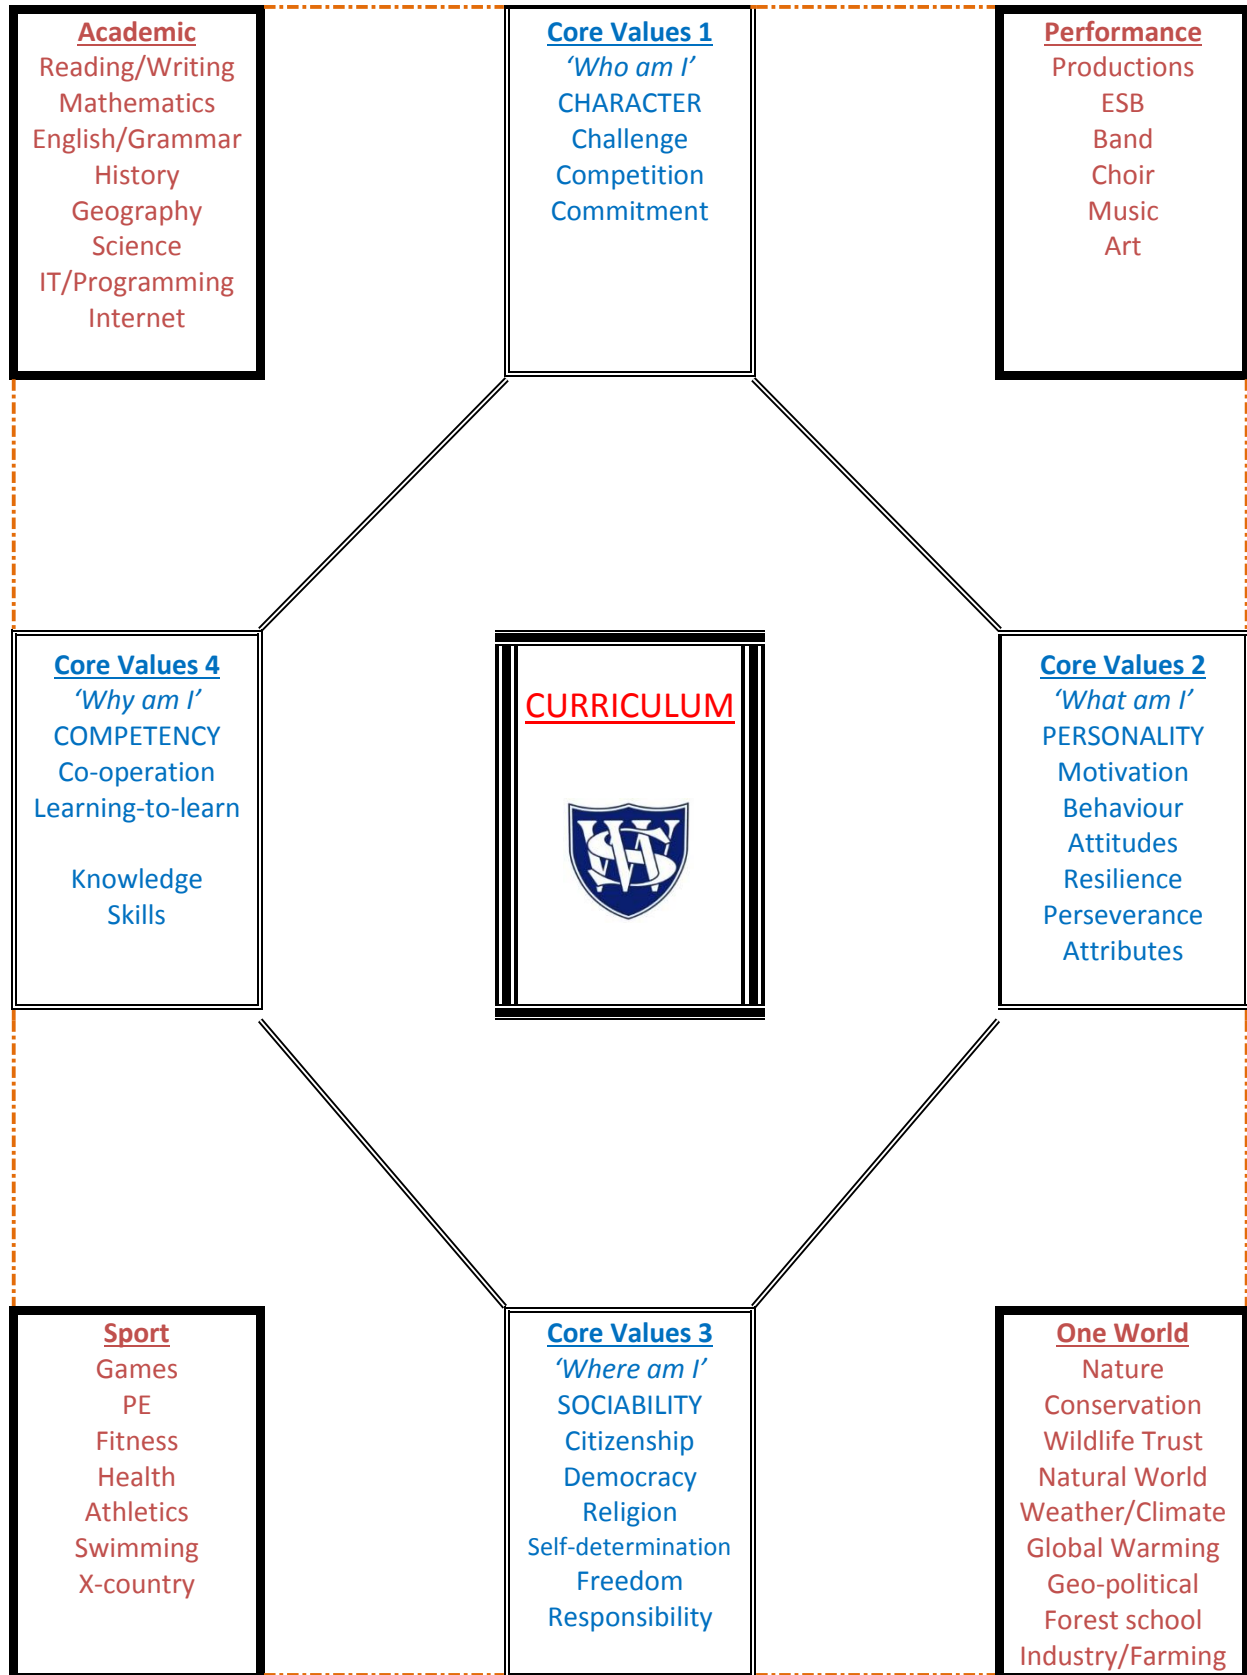 Academic
Reading/Writing
Mathematics
English/Grammar
History
Geography
Science
IT/Programming
Internet
Core Values 1
‘Who am I’
CHARACTER
Challenge
Competition
Commitment
Performance
Productions
ESB
Band
Choir
Music
Art
Core Values 4
‘Why am I’
COMPETENCY
Co-operation
Learning-to-learn
Knowledge
Skills
CURRICULUM
Core Values 2
‘What am I’
PERSONALITY
Motivation
Behaviour
Attitudes
Resilience
Perseverance
Attributes
Sport
Games
PE
Fitness
Health
Athletics
Swimming
X-country
Core Values 3
‘Where am I’
SOCIABILITY
Citizenship
Democracy
Religion
Self-determination
Freedom
Responsibility
One World
Nature
Conservation
Wildlife Trust
Natural World
Weather/Climate
Global Warming
Geo-political
Forest school
Industry/Farming